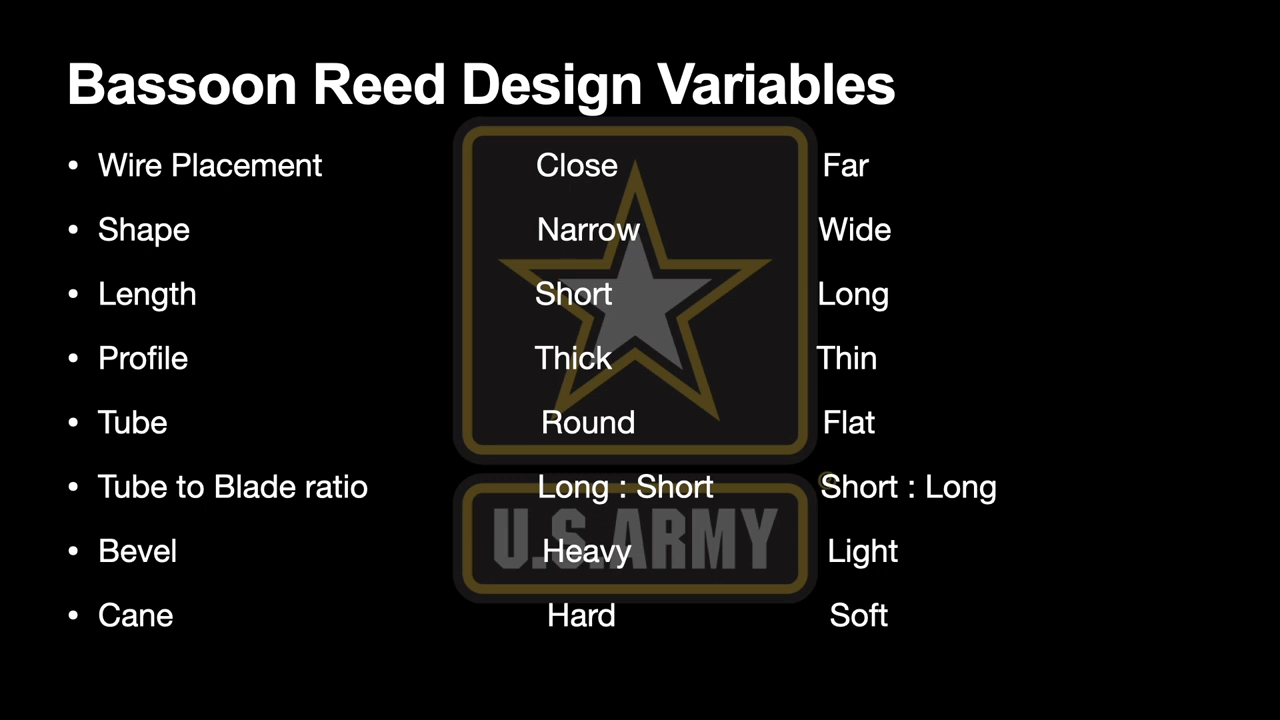 Bassoon Reed Design Variables
• Wire Placement Close Far
• Shape Narrow Wide
• Length Short Long
• Profile Thick Thin
• Tube Round Flat
• Tube to Blade ratio Long : Short Short : Long
• Bevel Heavy Light
• Cane Hard Soft
U.S.ARMY